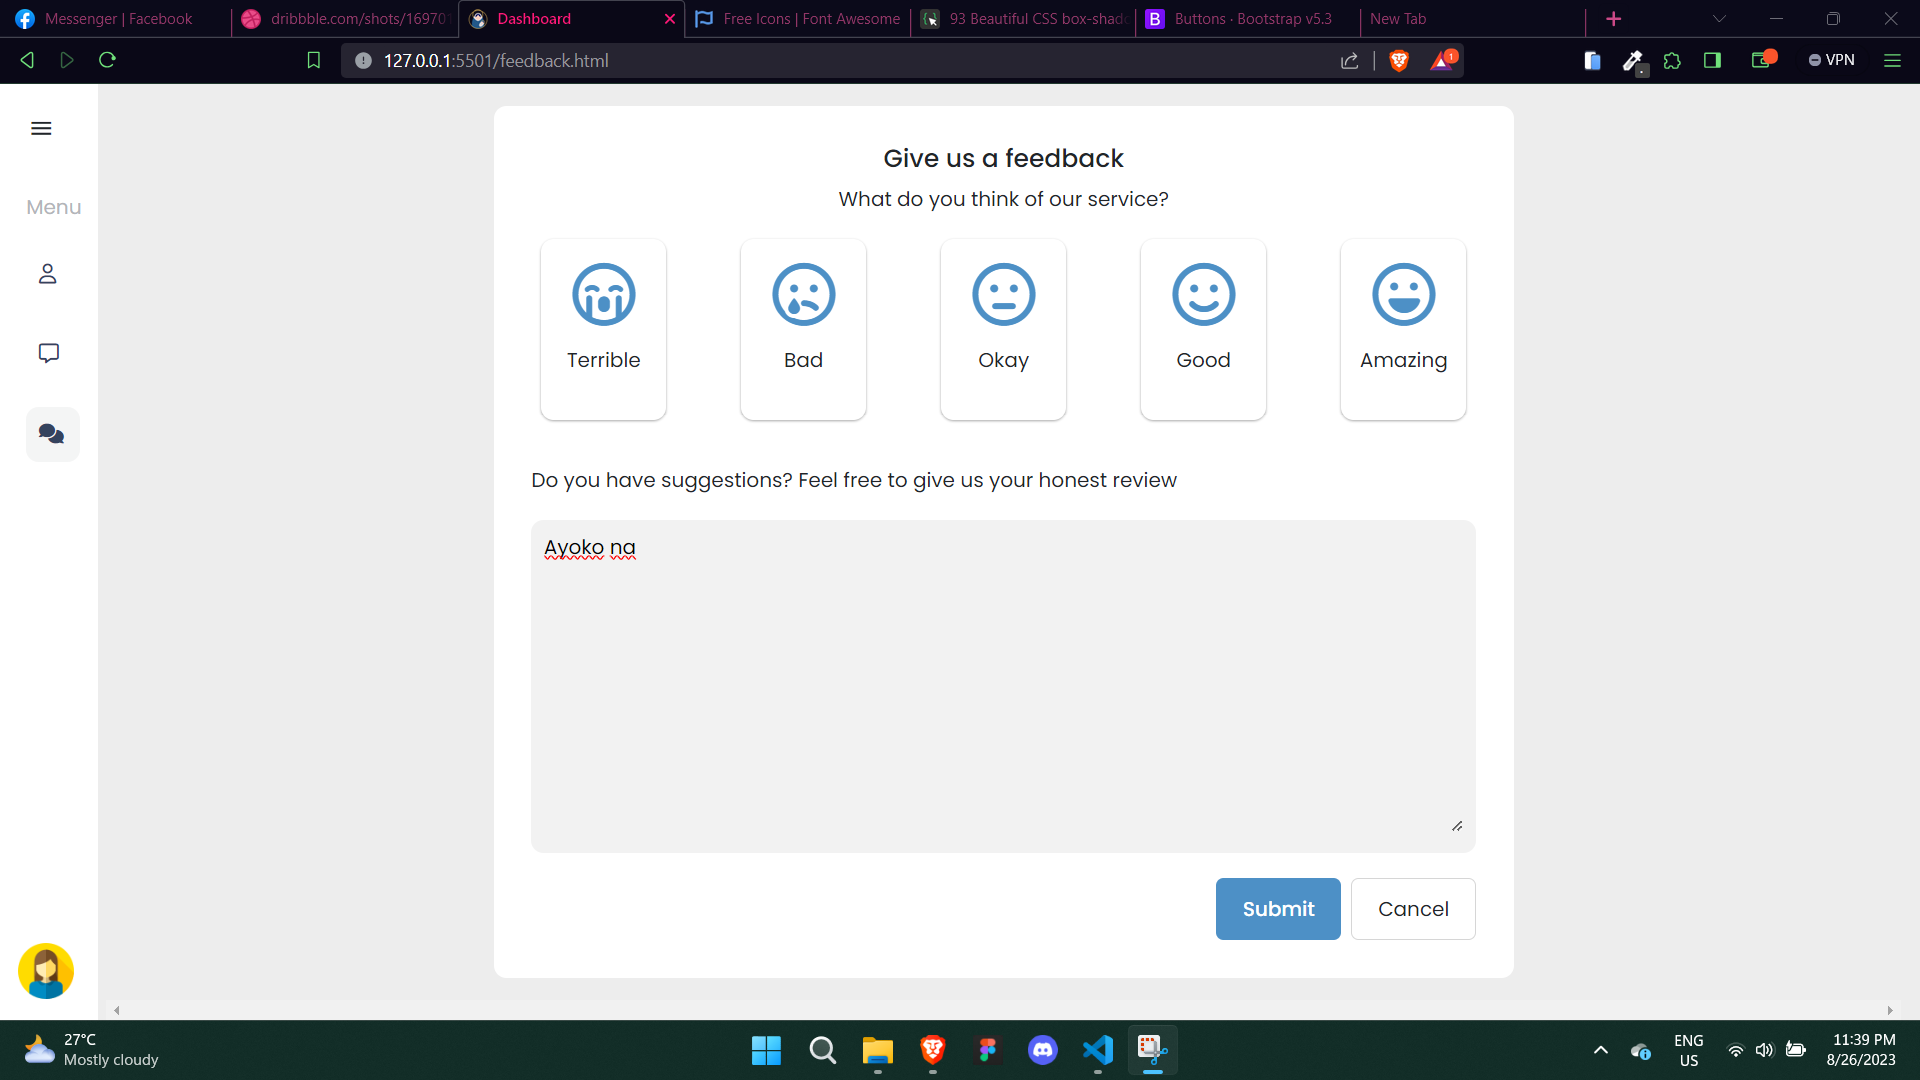 Messenger | Facebook
dribbble.com/shots/169701
Dashboard
Free Icons | Font Awesome
93 Beautiful CSS box-shado
Buttons · Bootstrap v5.3
New Tab
127.0.0.1:5501/feedback.html
1
VPN
Menu
Give us a feedback
What do you think of our service?
Terrible
Bad
Okay
Good
Amazing
Do you have suggestions? Feel free to give us your honest review
Ayoko na
Submit
Cancel
27°C
Mostly cloudy
ENG
US
11:39 PM
8/26/2023